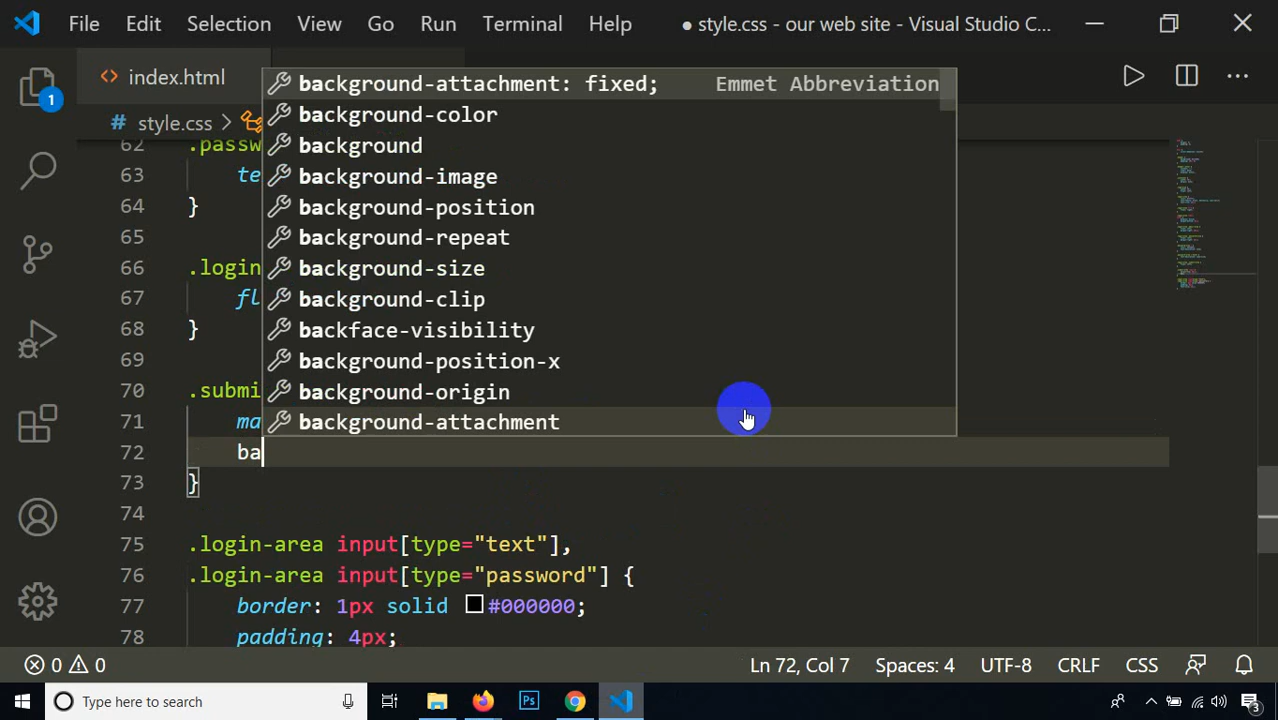 File Edit Selection View Go Run Terminal Help ● style.css - our web site - Visual Studio C...
<> index.html
# style.css >
background-attachment: fixed; Emmet Abbreviation
background-color
background
background-image
background-position
background-repeat
background-size
background-clip
backface-visibility
background-position-x
background-origin
background-attachment
62 .passw
63 te
64 }
65
66 .login
67 fl
68 }
69
70 .submi
71 ma
72 ba
73 }
74
75 .login-area input[type="text"],
76 .login-area input[type="password"] {
77 border: 1px solid #000000;
78 padding: 4px;
1
0 0 Ln 72, Col 7 Spaces: 4 UTF-8 CRLF CSS
Type here to search Ps 3